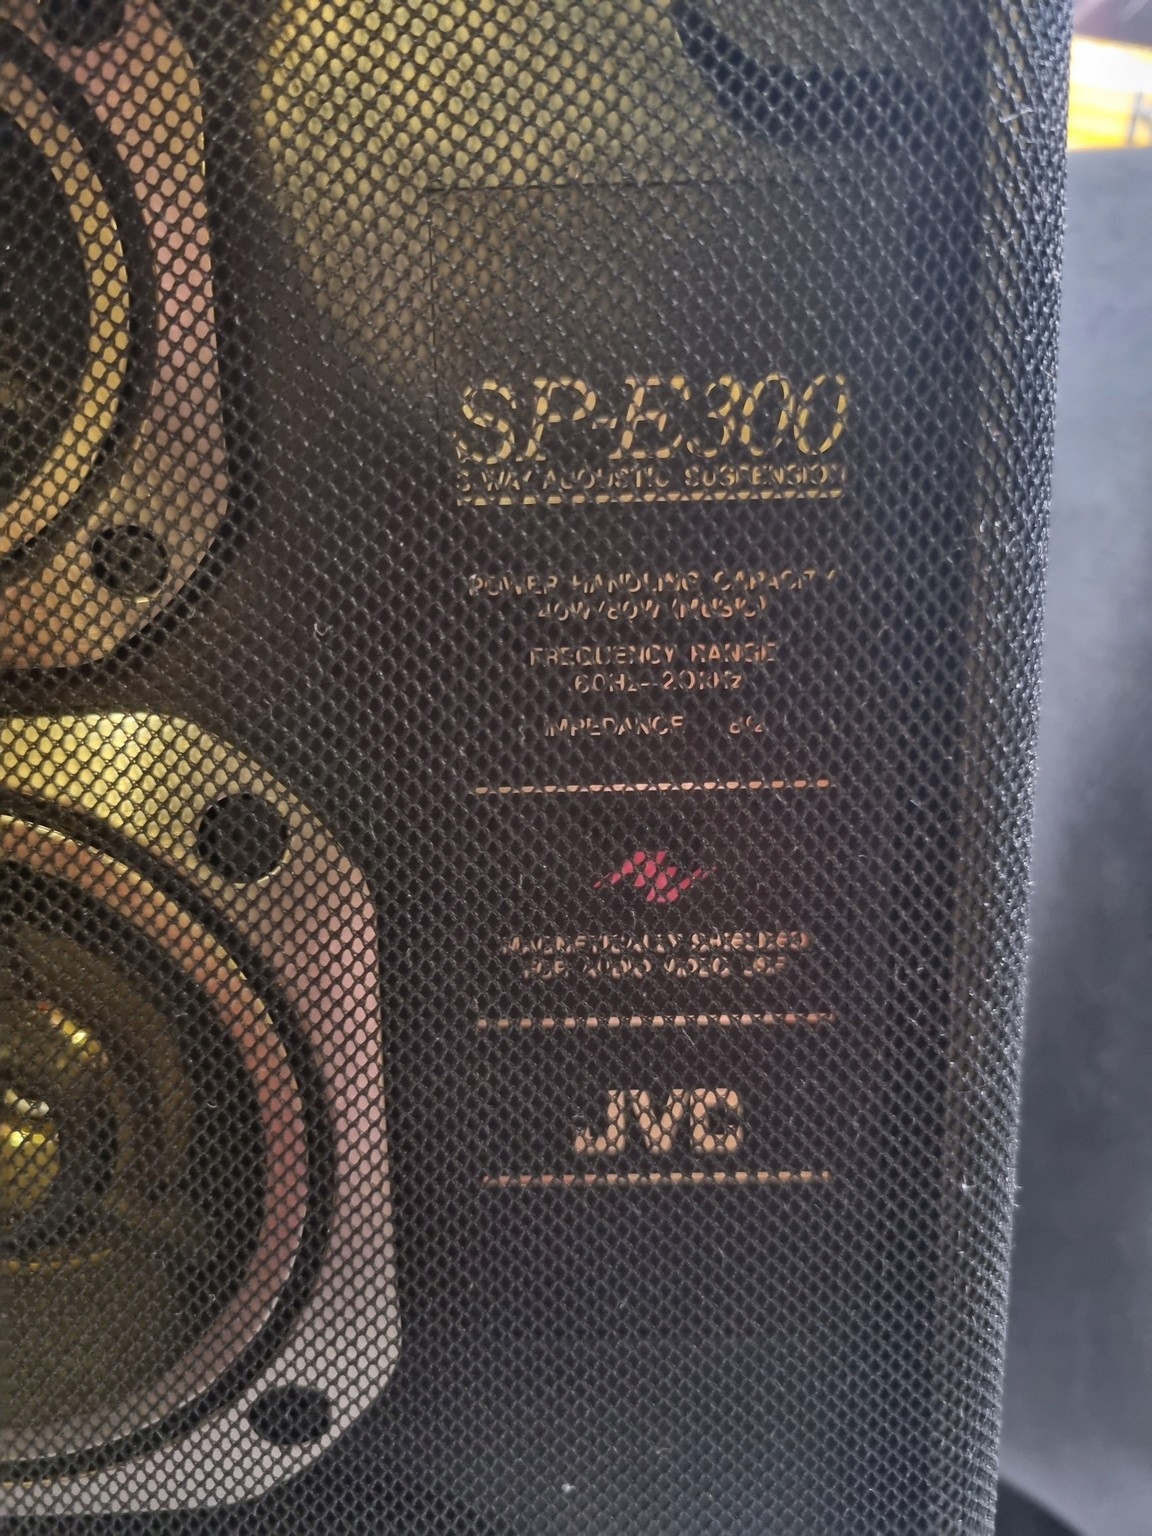 SP-E300
3-WAY ACOUSTIC SUSPENSION
POWER HANDLING CAPACITY
40W/80W (MUSIC)
FREQUENCY RANGE
60Hz–20kHz
IMPEDANCE 8Ω
MAGNETICALLY SHIELDED
FOR AUDIO VIDEO USE
JVC